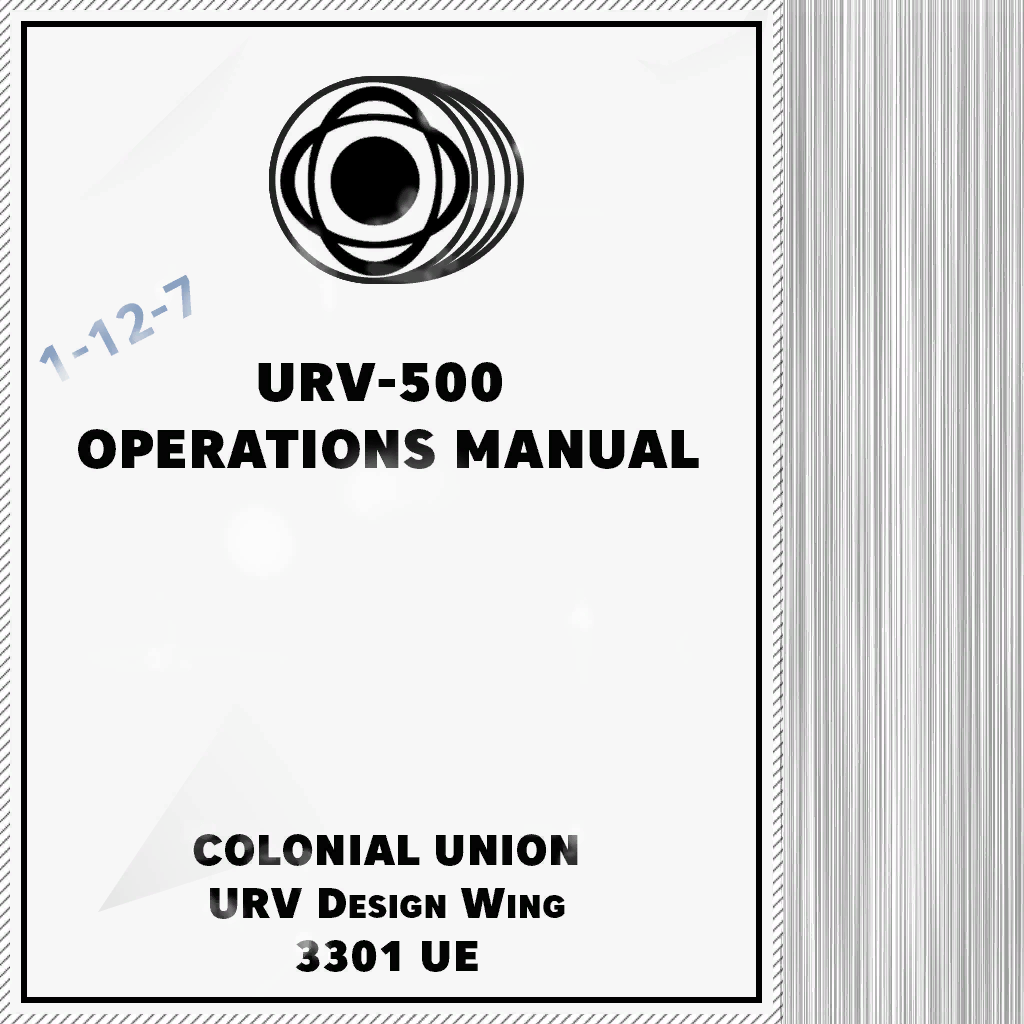 1-12-7
URV-500
OPERATIONS MANUAL
COLONIAL UNION
URV Design Wing
3301 UE